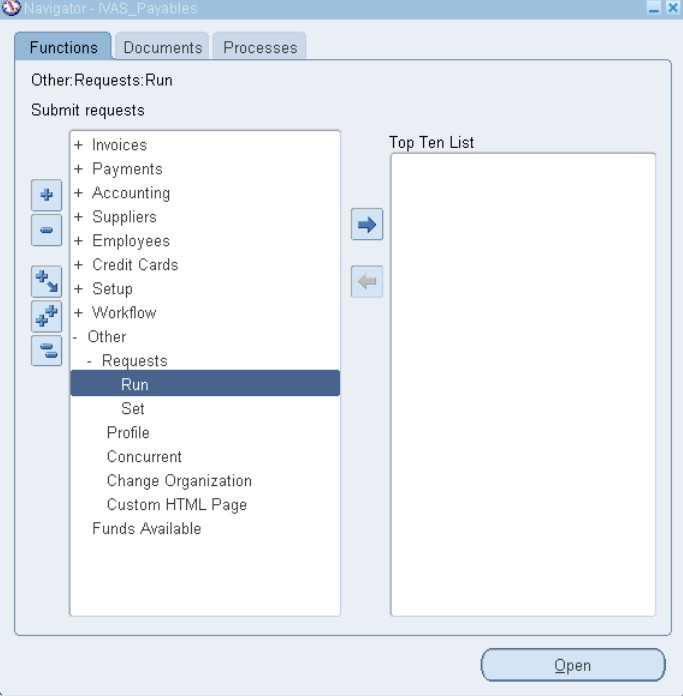 Navigator - IVAS_Payables
Functions Documents Processes
Other:Requests:Run
Submit requests
Top Ten List
+ Invoices
+ Payments
+ Accounting
+ Suppliers
+ Employees
+ Credit Cards
+ Setup
+ Workflow
- Other
- Requests
Run
Set
Profile
Concurrent
Change Organization
Custom HTML Page
Funds Available
Open